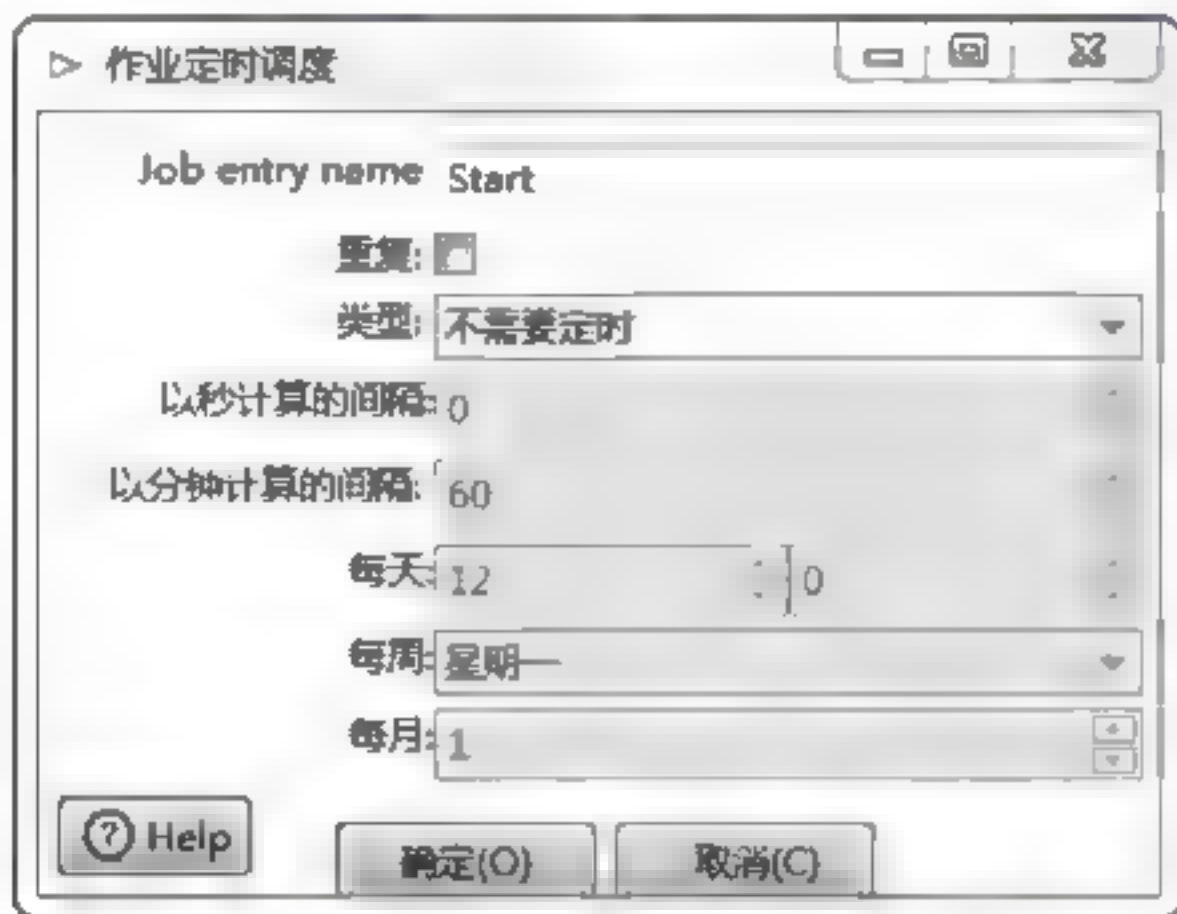 作业定时调度
Job entry name Start
重复:
类型: 不需要定时
以秒计算的间隔: 0
以分钟计算的间隔: 60
每天: 12 0
每周: 星期一
每月: 1
Help
确定(O) 取消(C)